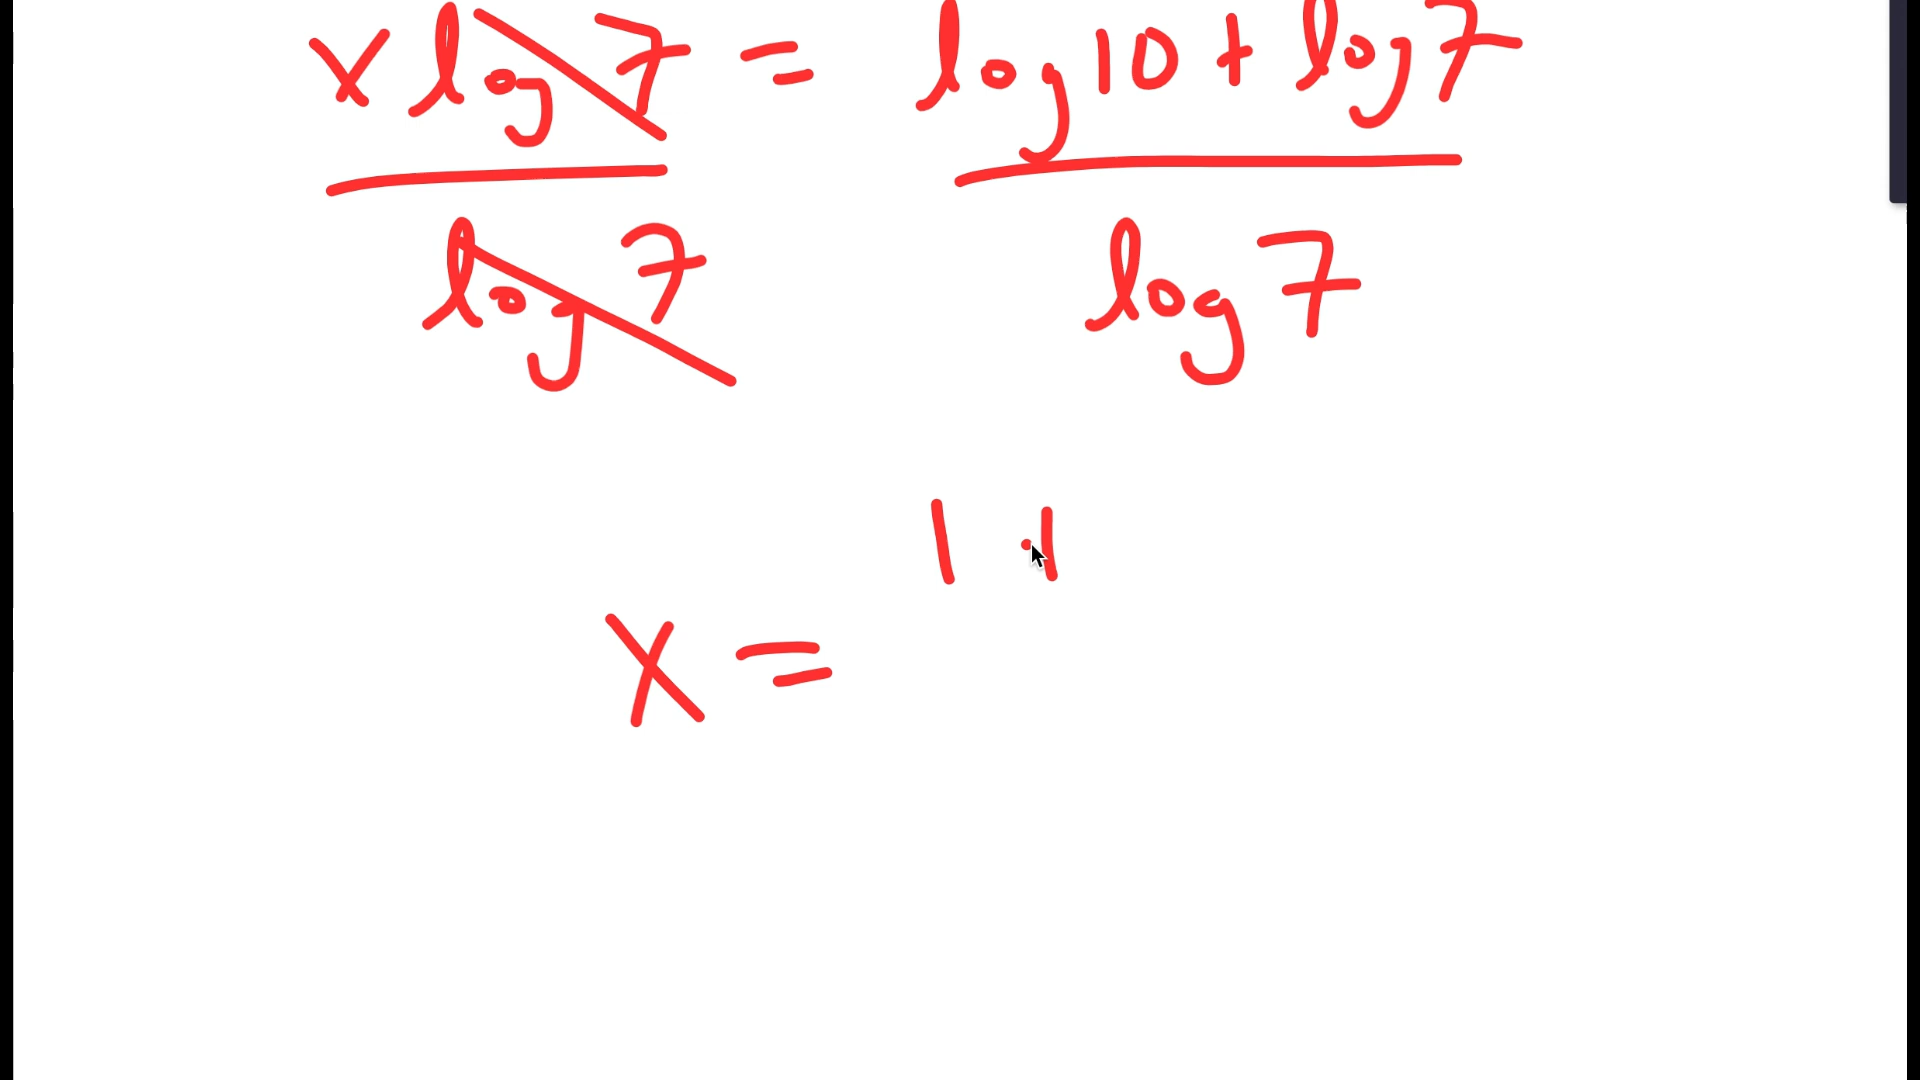 x log 7 = log 10 + log 7
log 7 log 7
1 1
x =